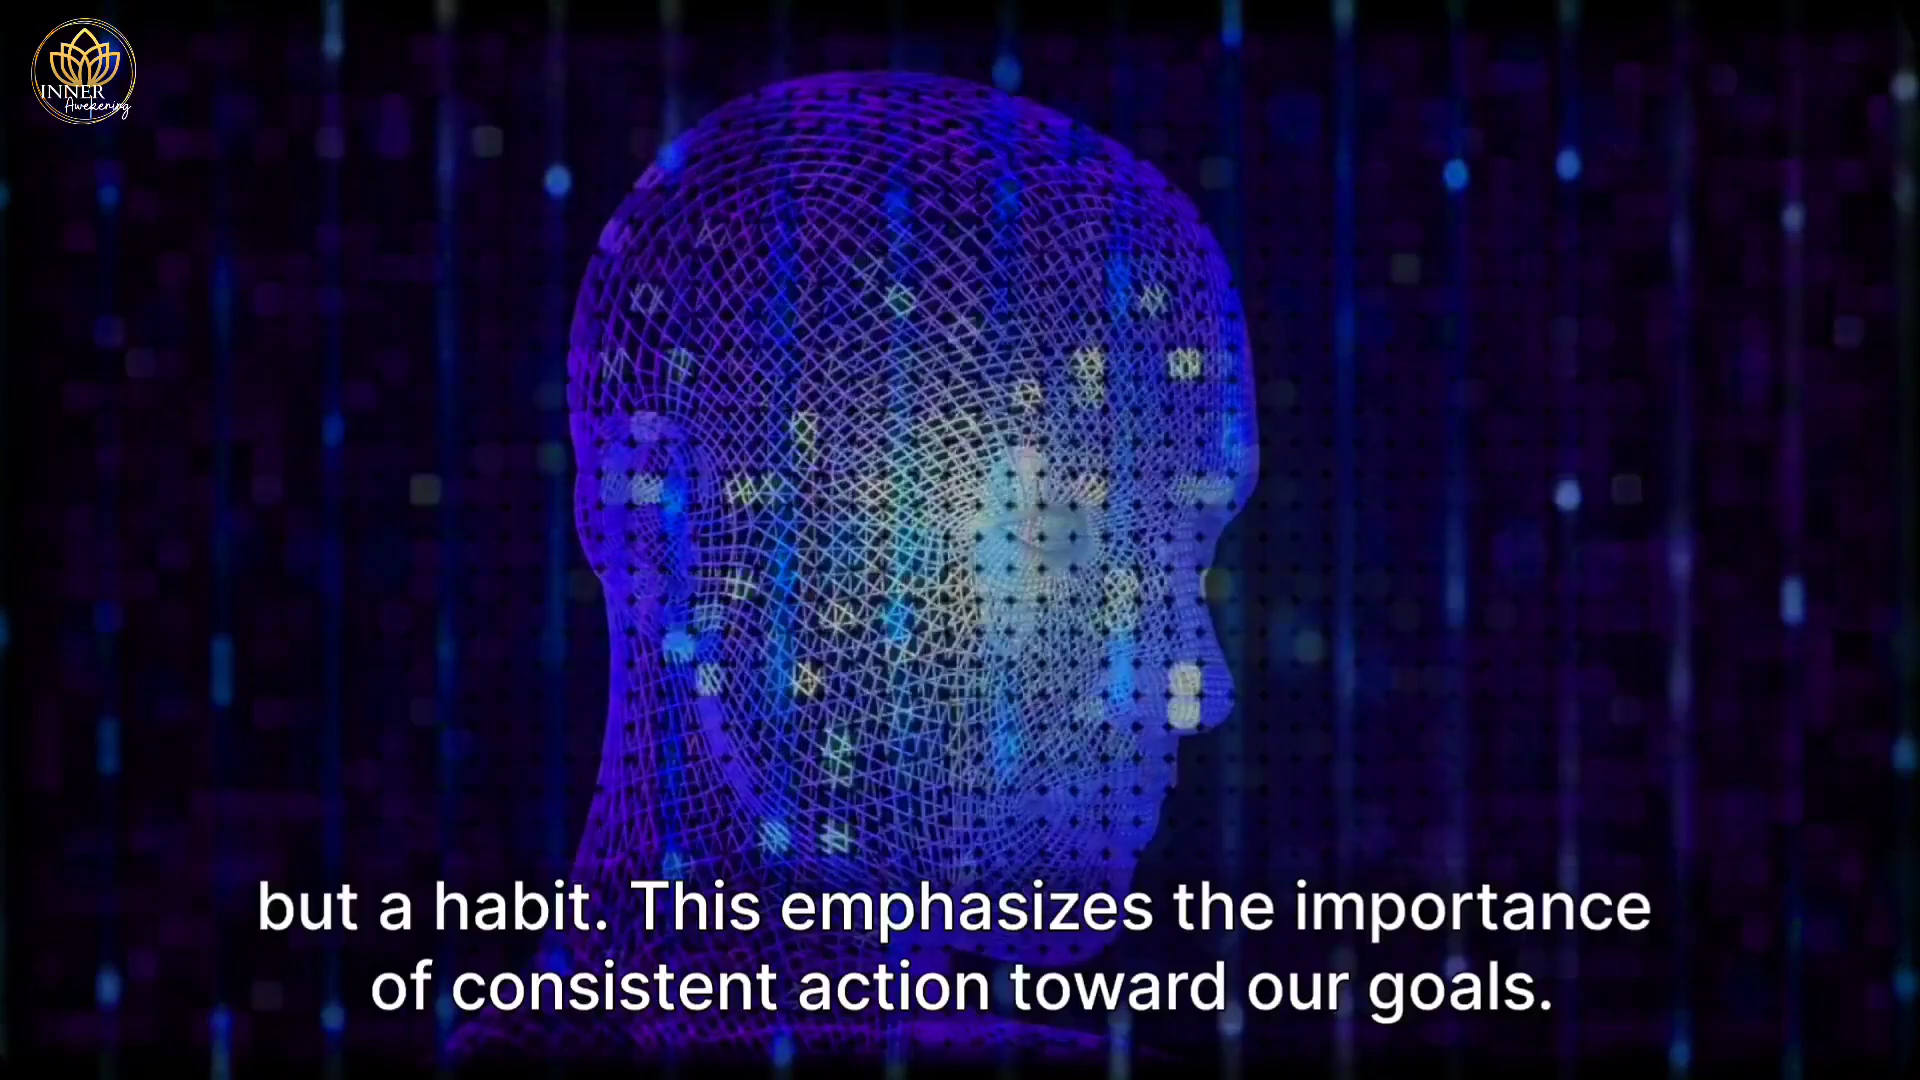 INNER
Awekening
but a habit. This emphasizes the importance
of consistent action toward our goals.